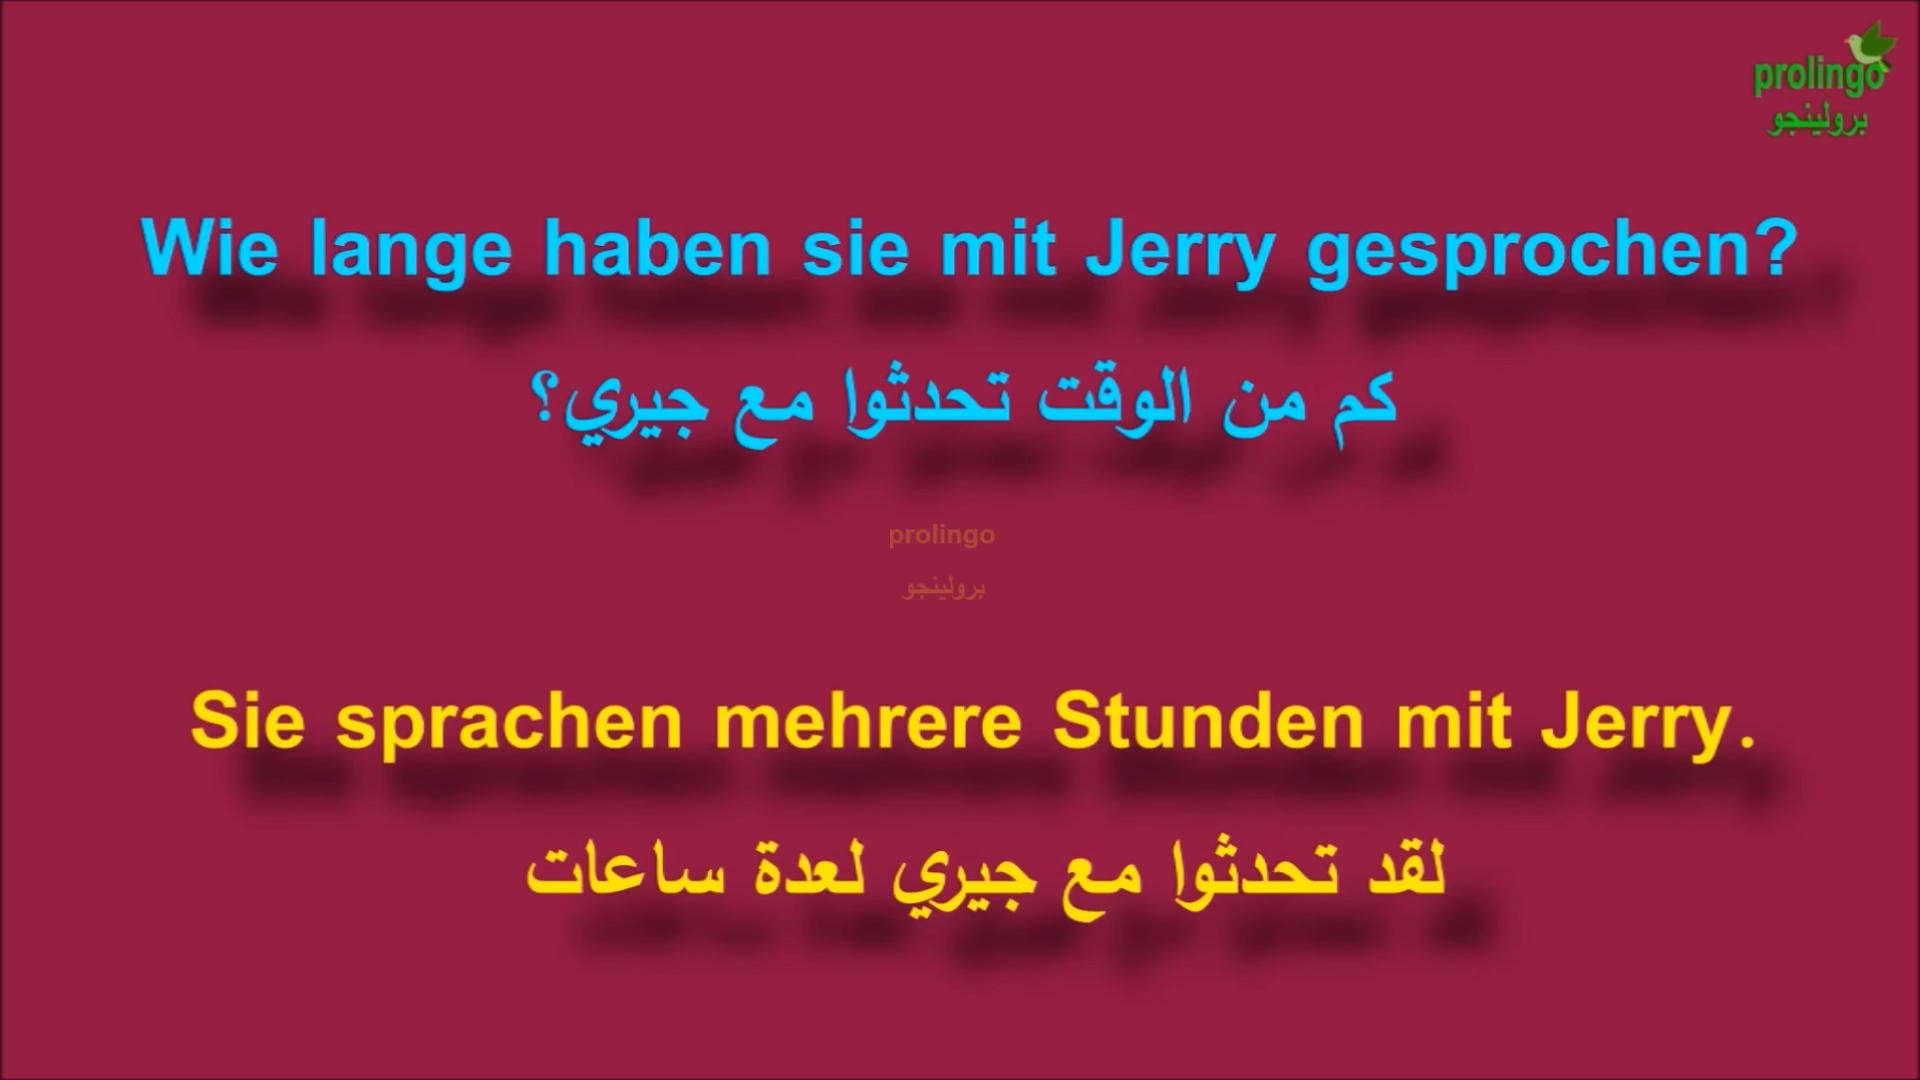 prolingo
برولينجو
Wie lange haben sie mit Jerry gesprochen?
كم من الوقت تحدثوا مع جيري؟
prolingo
برولينجو
Sie sprachen mehrere Stunden mit Jerry.
لقد تحدثوا مع جيري لعدة ساعات